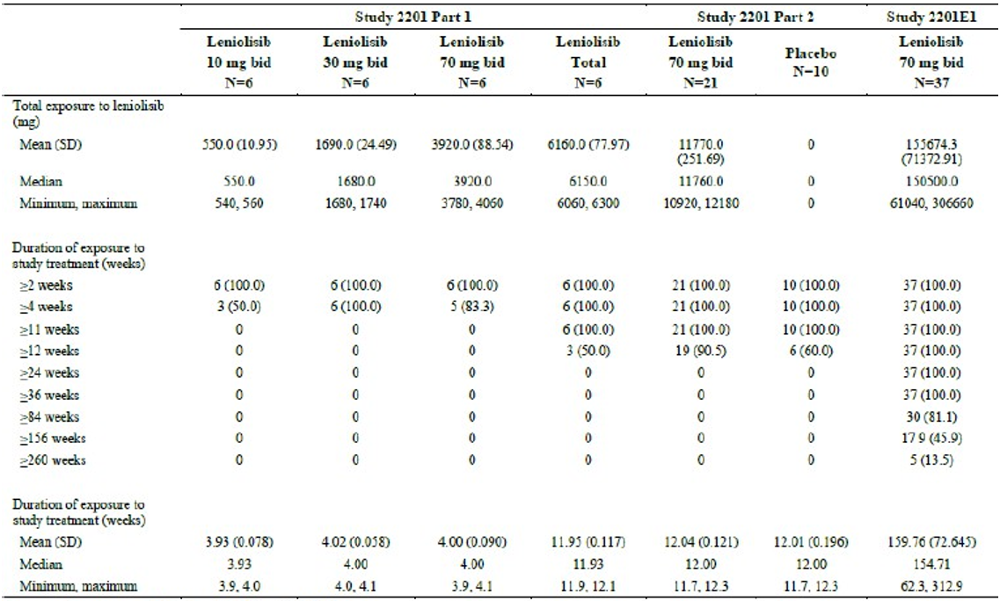 Study 2201 Part 1 Study 2201 Part 2 Study 2201E1
Leniolisib 10 mg bid N=6 Leniolisib 30 mg bid N=6 Leniolisib 70 mg bid N=6 Leniolisib Total N=6 Leniolisib 70 mg bid N=21 Placebo N=10 Leniolisib 70 mg bid N=37
Total exposure to leniolisib
(mg)
Mean (SD) 550.0 (10.95) 1690.0 (24.49) 3920.0 (88.54) 6160.0 (77.97) 11770.0 (251.69) 0 155674.3 (71372.91)
Median 550.0 1680.0 3920.0 6150.0 11760.0 0 150500.0
Minimum, maximum 540, 560 1680, 1740 3780, 4060 6060, 6300 10920, 12180 0 61040, 306660
Duration of exposure to
study treatment (weeks)
≥2 weeks 6 (100.0) 6 (100.0) 6 (100.0) 6 (100.0) 21 (100.0) 10 (100.0) 37 (100.0)
≥4 weeks 3 (50.0) 6 (100.0) 5 (83.3) 6 (100.0) 21 (100.0) 10 (100.0) 37 (100.0)
≥11 weeks 0 0 0 6 (100.0) 21 (100.0) 10 (100.0) 37 (100.0)
≥12 weeks 0 0 0 3 (50.0) 19 (90.5) 6 (60.0) 37 (100.0)
≥24 weeks 0 0 0 0 0 0 37 (100.0)
≥36 weeks 0 0 0 0 0 0 37 (100.0)
≥84 weeks 0 0 0 0 0 0 30 (81.1)
≥156 weeks 0 0 0 0 0 0 17 9 (45.9)
≥260 weeks 0 0 0 0 0 0 5 (13.5)
Duration of exposure to
study treatment (weeks)
Mean (SD) 3.93 (0.078) 4.02 (0.058) 4.00 (0.090) 11.95 (0.117) 12.04 (0.121) 12.01 (0.196) 159.76 (72.645)
Median 3.93 4.00 4.00 11.93 12.00 12.00 154.71
Minimum, maximum 3.9, 4.0 4.0, 4.1 3.9, 4.1 11.9, 12.1 11.7, 12.3 11.7, 12.3 62.3, 312.9